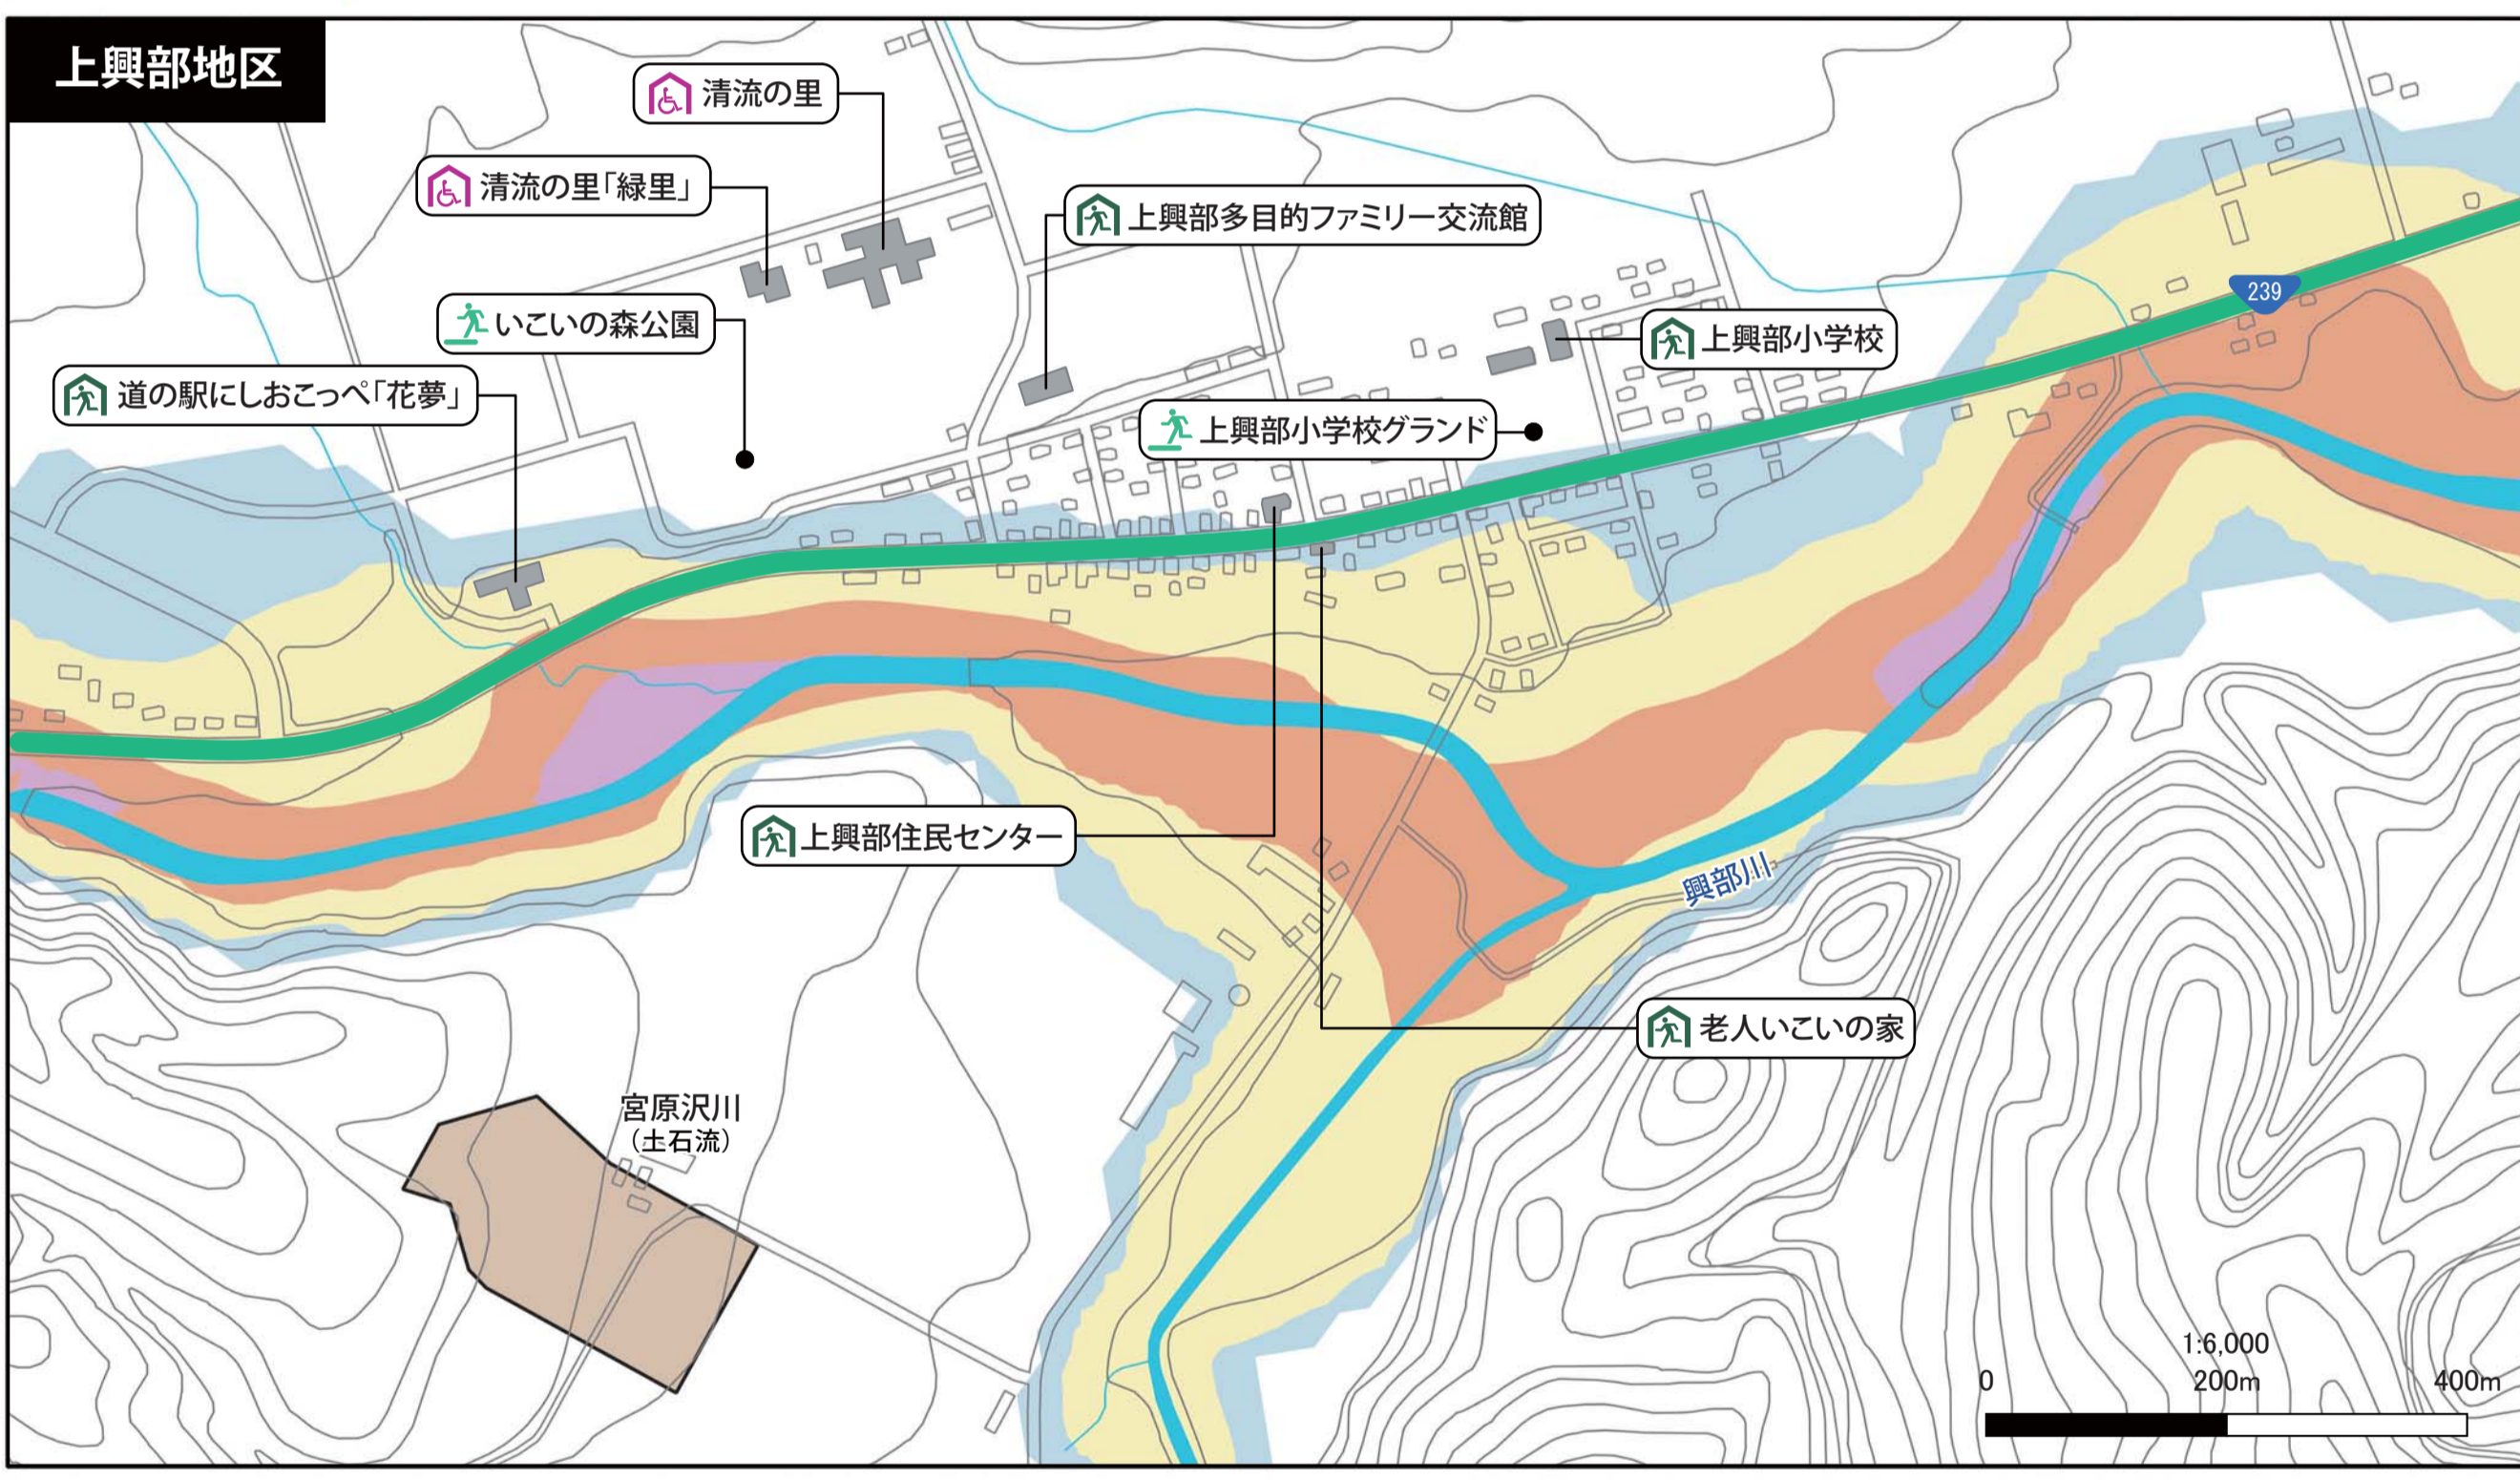 上興部地区
清流の里
清流の里「緑里」
上興部多目的ファミリー交流館
いこいの森公園
239
上興部小学校
道の駅にしおこっぺ「花夢」
上興部小学校グランド
上興部住民センター
興部川
老人いこいの家
宮原沢川
（土石流）
1:6,000
0 200m 400m